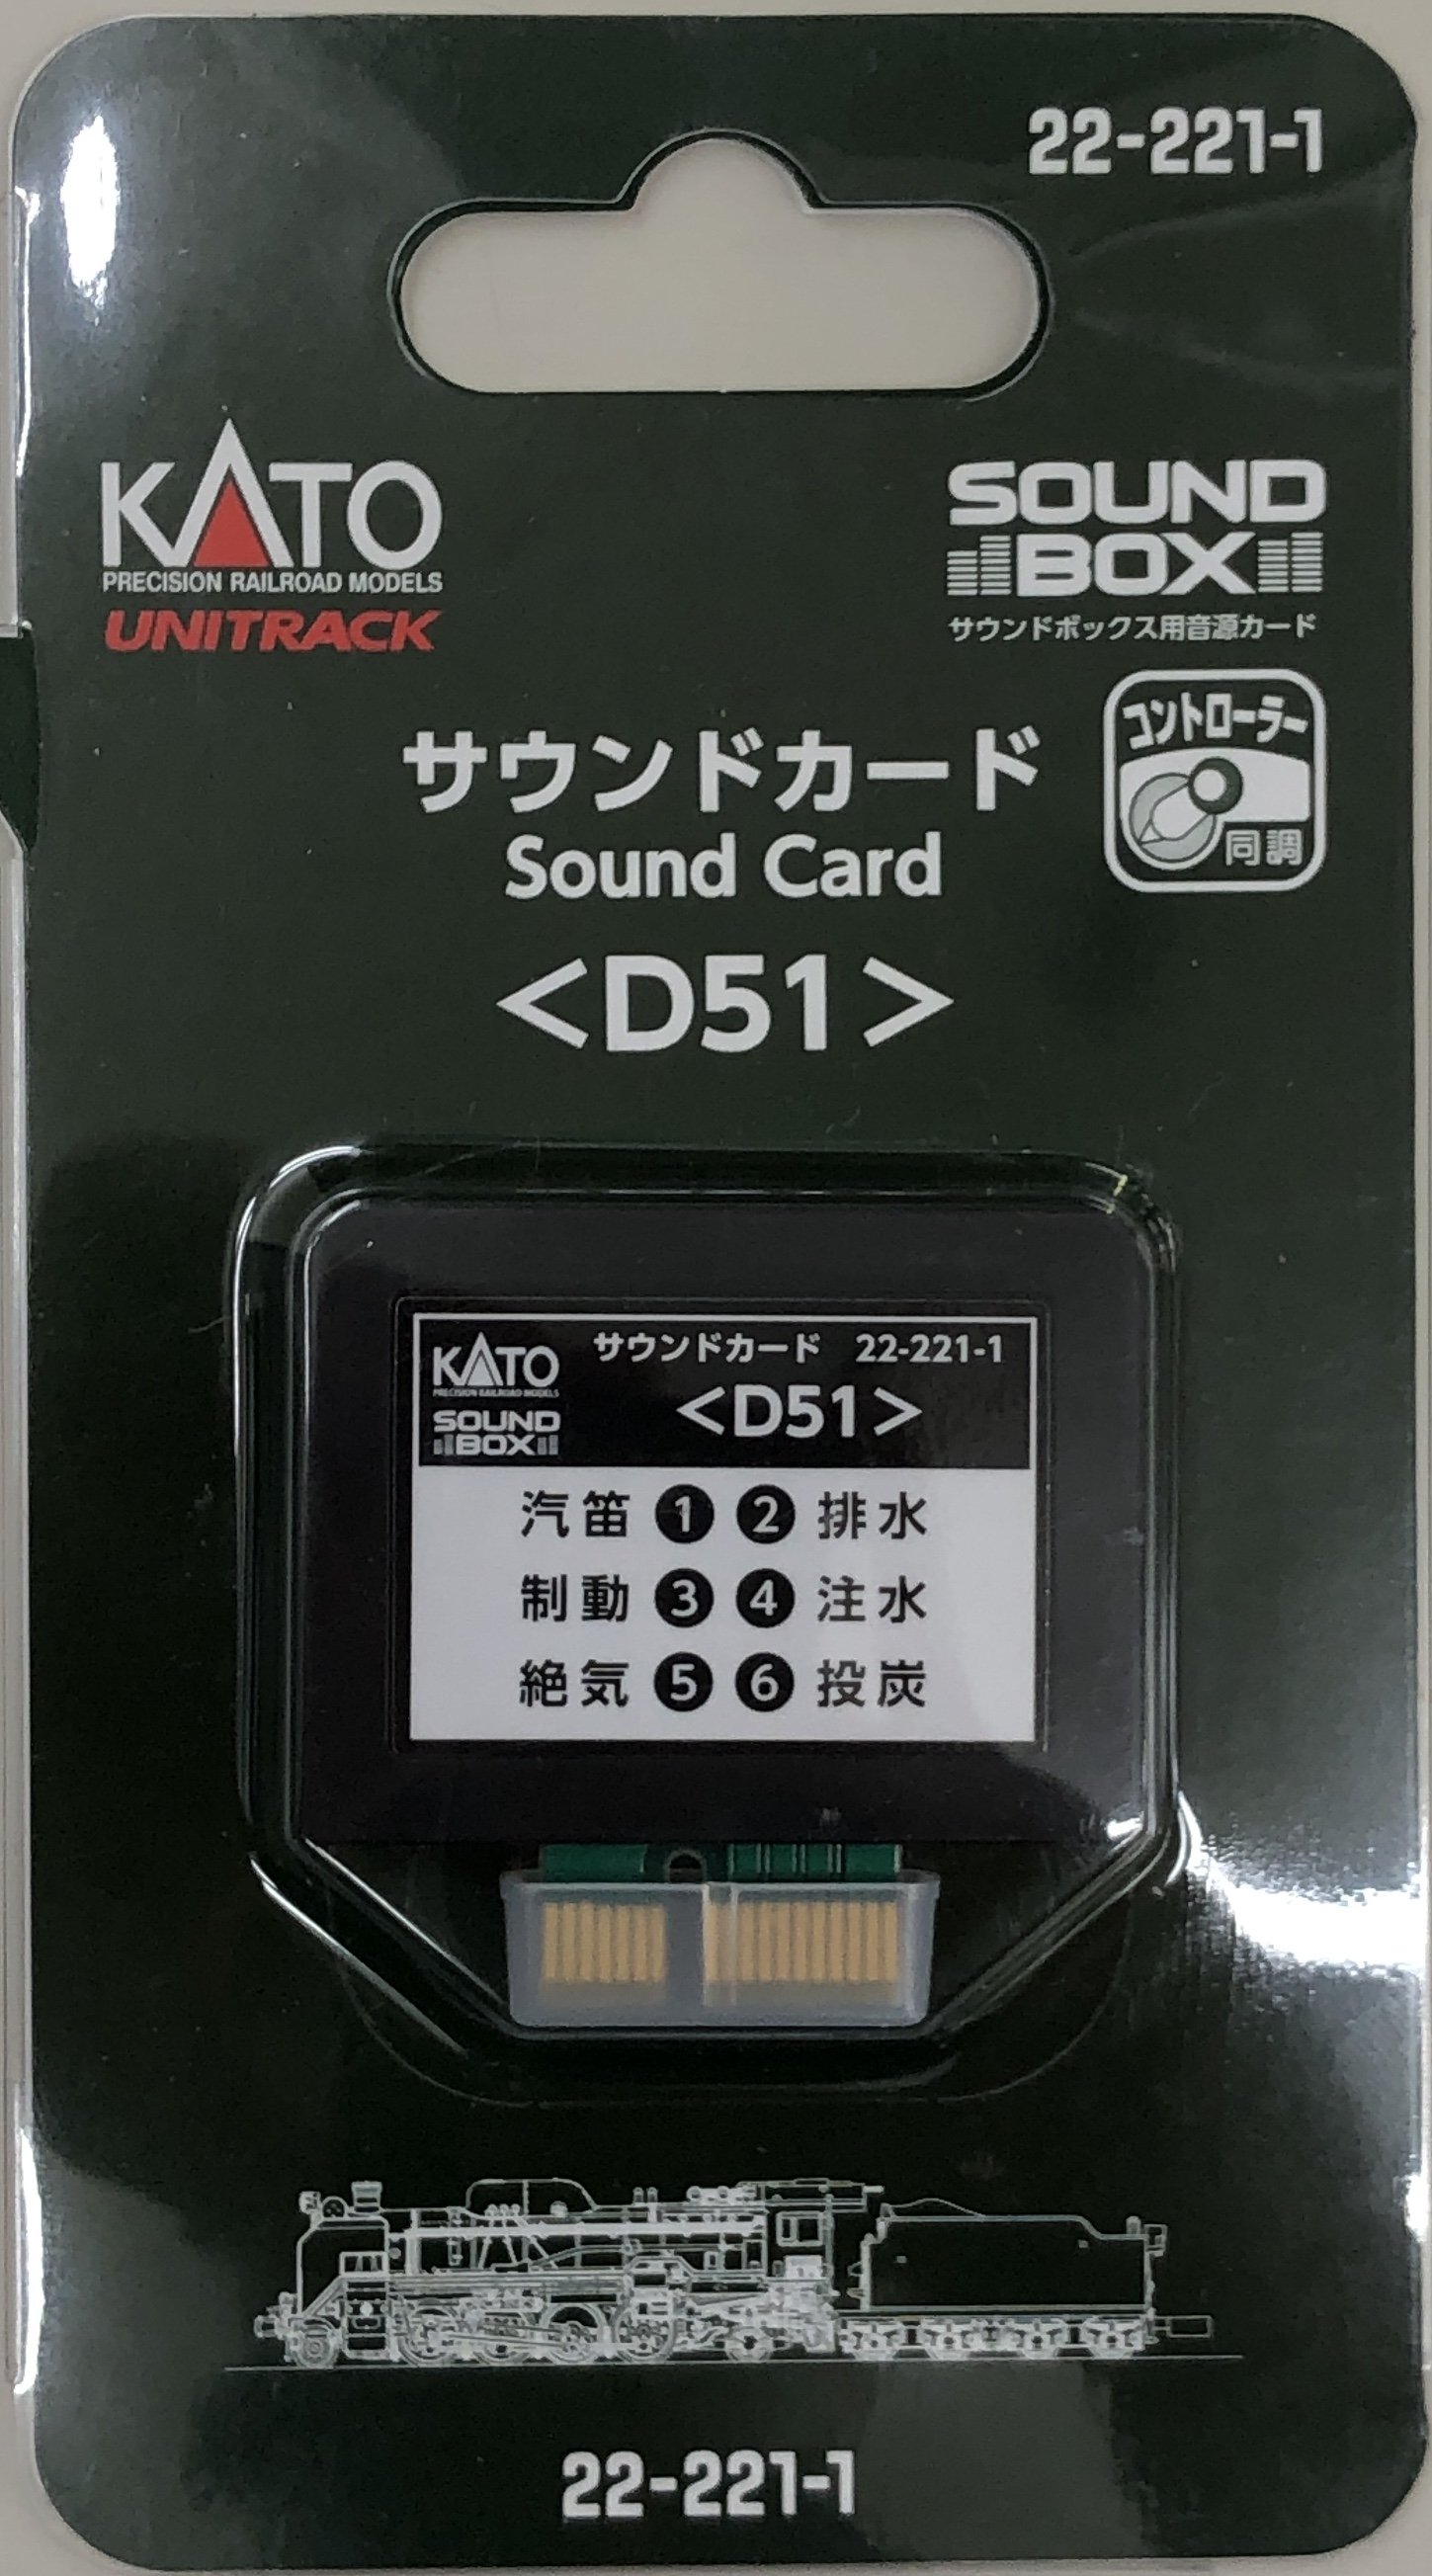 22-221-1
KATO
PRECISION RAILROAD MODELS
UNITRACK
SOUND
BOX
サウンドボックス用音源カード
コントローラー
同調
サウンドカード
Sound Card
<D51>
KATO
PRECISION RAILROAD MODELS
SOUND
BOX
サウンドカード 22-221-1
<D51>
汽笛 1 2 排水
制動 3 4 注水
絶気 5 6 投炭
22-221-1